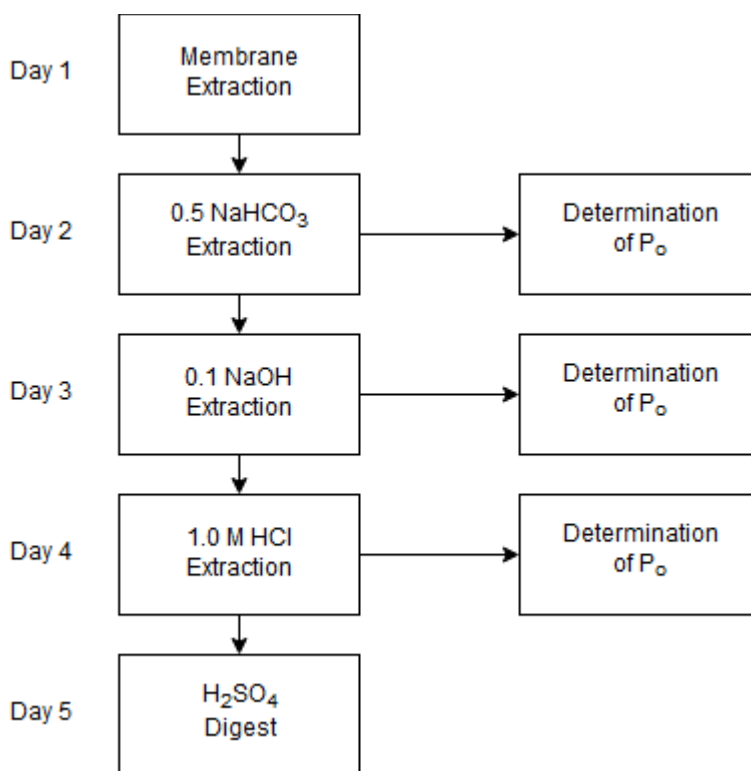 Day 1
Membrane
Extraction
Day 2
0.5 NaHCO₃
Extraction
Determination
of Pₒ
Day 3
0.1 NaOH
Extraction
Determination
of Pₒ
Day 4
1.0 M HCl
Extraction
Determination
of Pₒ
Day 5
H₂SO₄
Digest